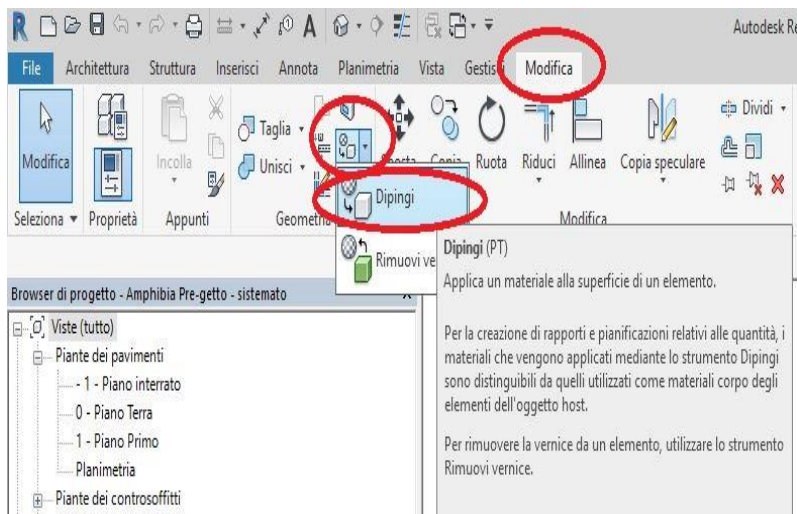 Autodesk Re
File Architettura Struttura Inserisci Annota Planimetria Vista Gestisci Modifica
Modifica
Incolla
Taglia
Unisci
Copia
Ruota
Riduci
Allinea
Copia speculare
Dividi
Seleziona
Proprietà
Appunti
Geometria
Modifica
Dipingi
Rimuovi ve
Dipingi (PT)
Applica un materiale alla superficie di un elemento.
Per la creazione di rapporti e pianificazioni relativi alle quantità, i
materiali che vengono applicati mediante lo strumento Dipingi
sono distinguibili da quelli utilizzati come materiali corpo degli
elementi dell'oggetto host.
Per rimuovere la vernice da un elemento, utilizzare lo strumento
Rimuovi vernice.
Browser di progetto - Amphibia Pre-getto - sistemato
Viste (tutto)
Piante dei pavimenti
- 1 - Piano interrato
0 - Piano Terra
1 - Piano Primo
Planimetria
Piante dei controsoffitti